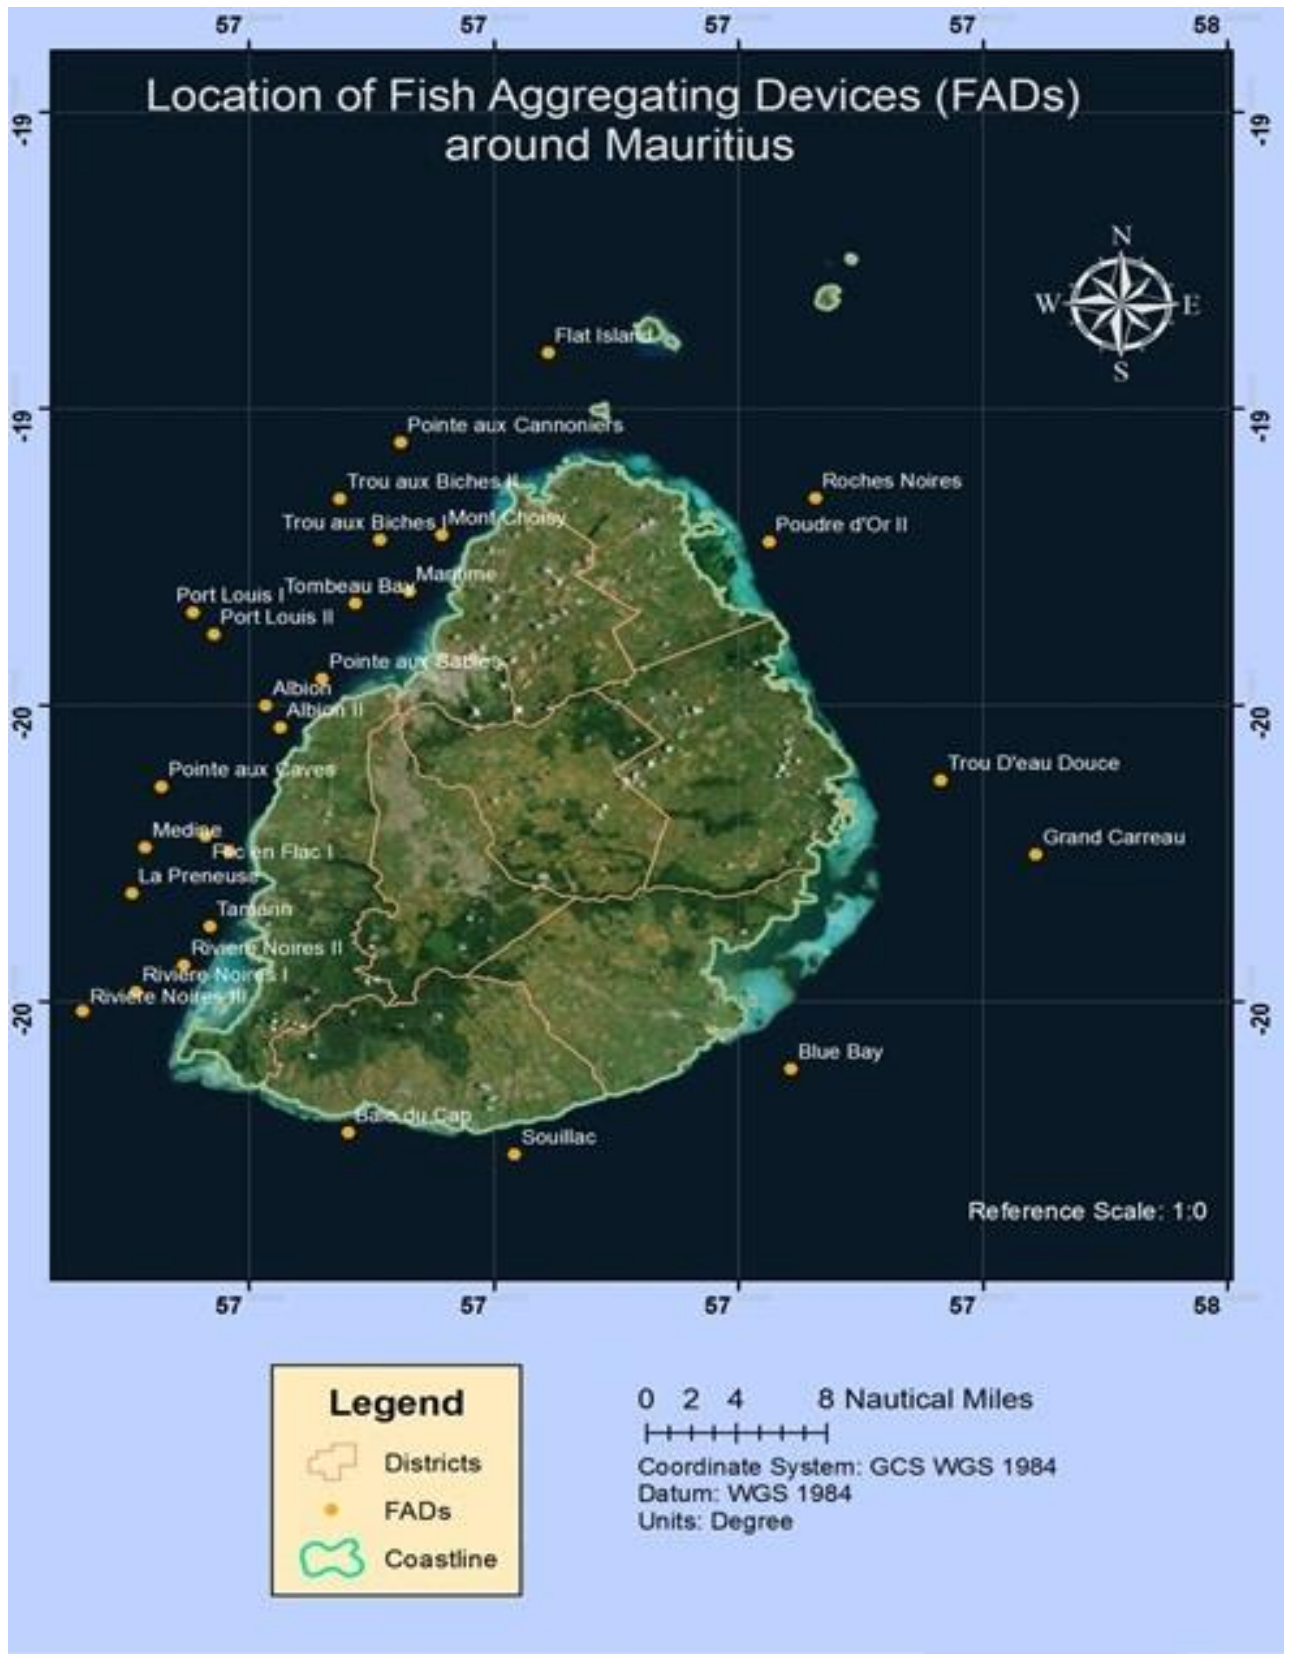 57 57 57 57 58
Location of Fish Aggregating Devices (FADs)
around Mauritius
-19 -19
N
W E
S
Flat Island
-19 -19
Pointe aux Cannoniers
Trou aux Biches II
Roches Noires
Trou aux Biches I
Mont Choisy
Poudre d'Or II
Maritime
Tombeau Bay
Port Louis I
Port Louis II
Pointe aux Sables
Albion
Albion II
-20 -20
Trou D'eau Douce
Pointe aux Caves
Medine
Grand Carreau
Flic en Flac I
La Preneuse
Tamarin
Riviere Noires II
Riviere Noires I
Riviere Noires III
-20 -20
Blue Bay
Baie du Cap
Souillac
Reference Scale: 1:0
57 57 57 57 58
Legend
Districts
FADs
Coastline
0 2 4 8 Nautical Miles
Coordinate System: GCS WGS 1984
Datum: WGS 1984
Units: Degree